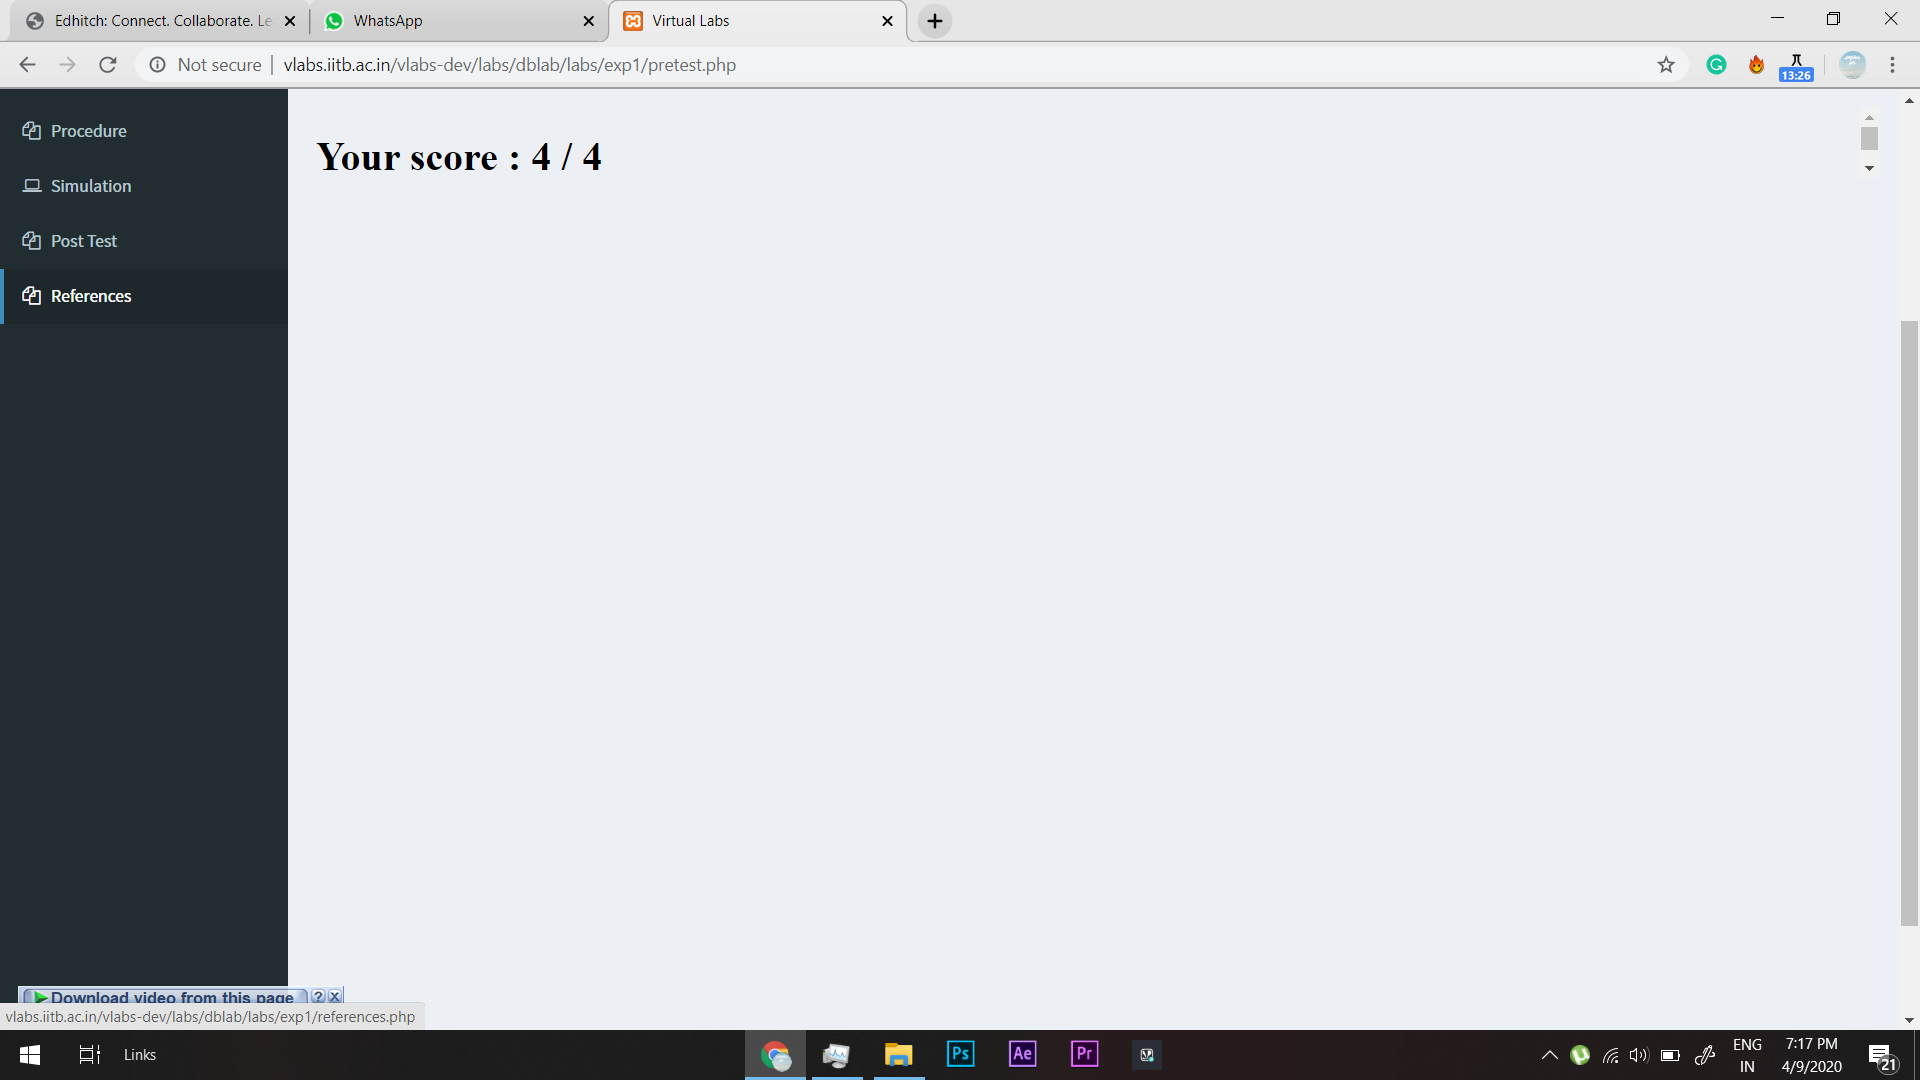 Edhitch: Connect. Collaborate. Le
WhatsApp
Virtual Labs
Not secure | vlabs.iitb.ac.in/vlabs-dev/labs/dblab/labs/exp1/pretest.php
13:26
Procedure
Simulation
Post Test
References
Your score : 4 / 4
Download video from this page
vlabs.iitb.ac.in/vlabs-dev/labs/dblab/labs/exp1/references.php
Links
Ps
Ae
Pr
ENG
IN
7:17 PM
4/9/2020
21